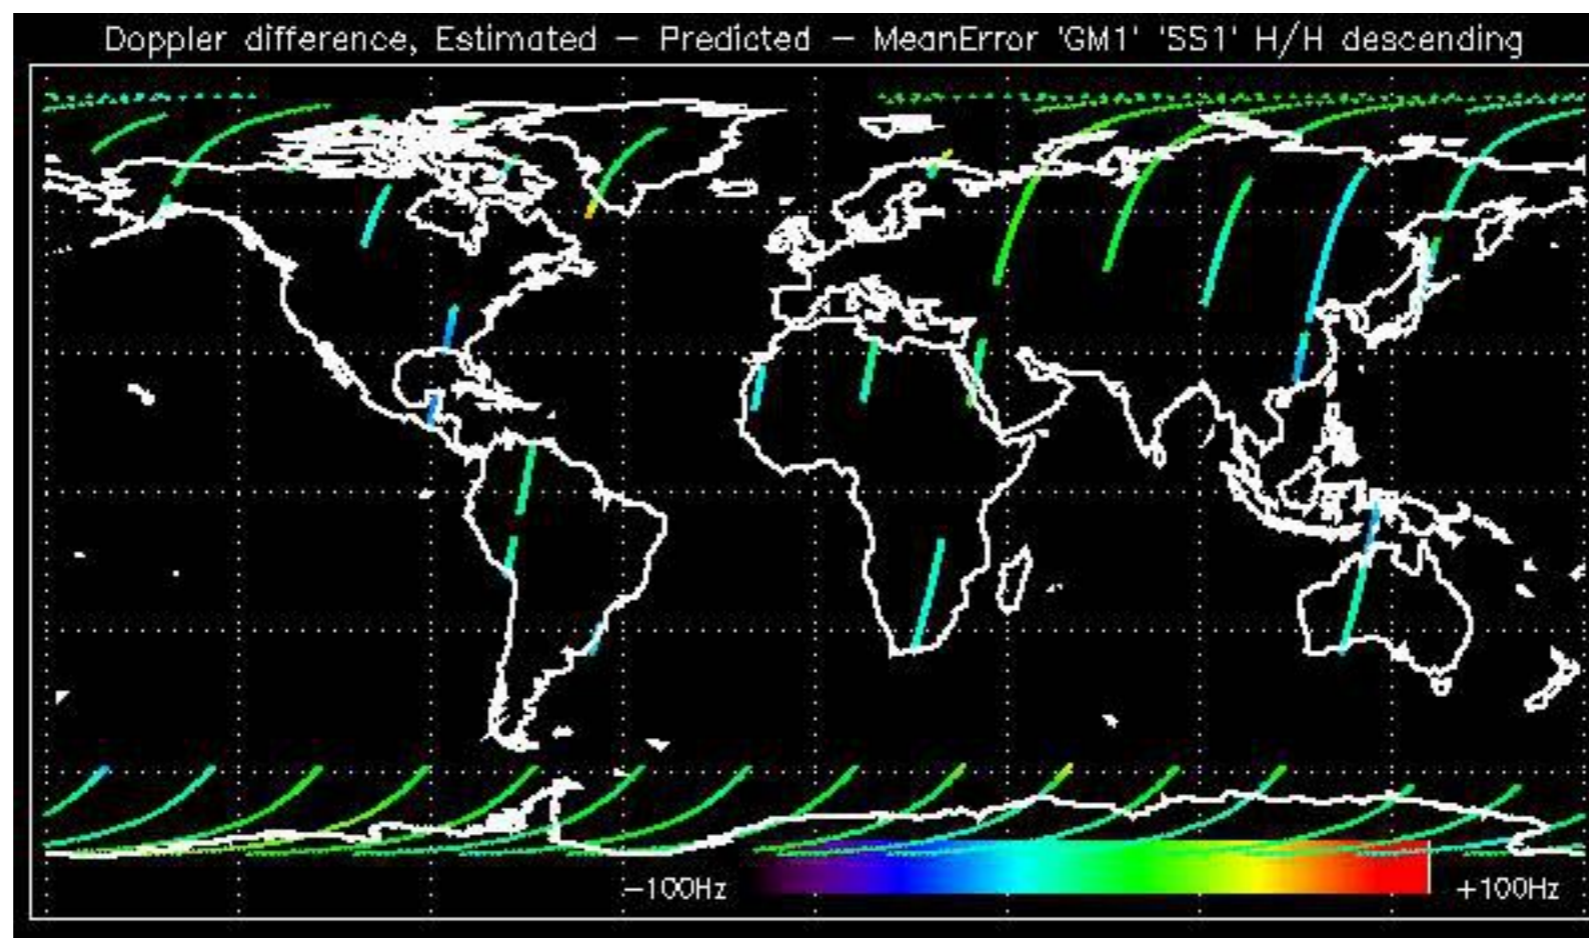 Doppler difference, Estimated – Predicted – MeanError 'GM1' 'SS1' H/H descending
–100Hz +100Hz